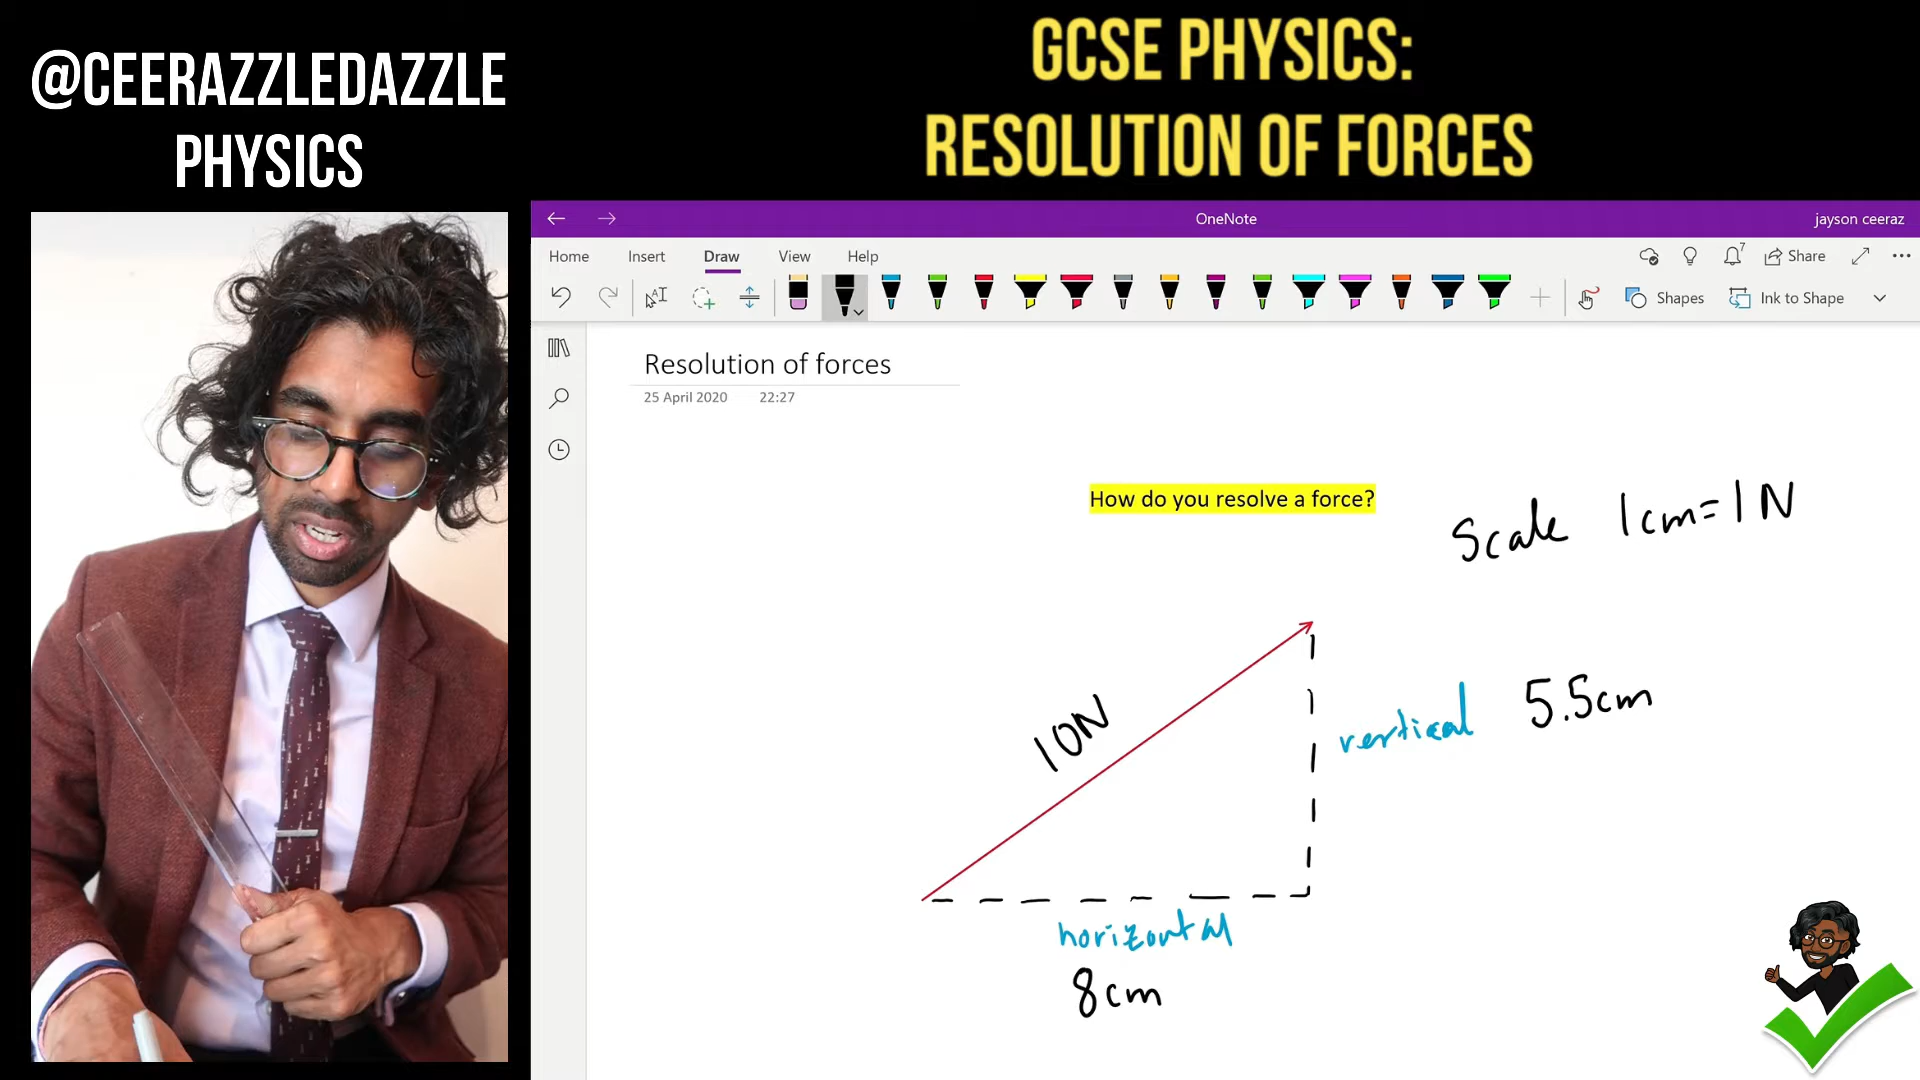 @CEERAZZLEDAZZLE
PHYSICS
GCSE PHYSICS:
RESOLUTION OF FORCES
OneNote
jayson ceeraz
Home Insert Draw View Help
7
Share
Shapes
Ink to Shape
Resolution of forces
25 April 2020 22:27
How do you resolve a force?
Scale 1cm=1N
10N
vertical 5.5cm
horizontal
8cm